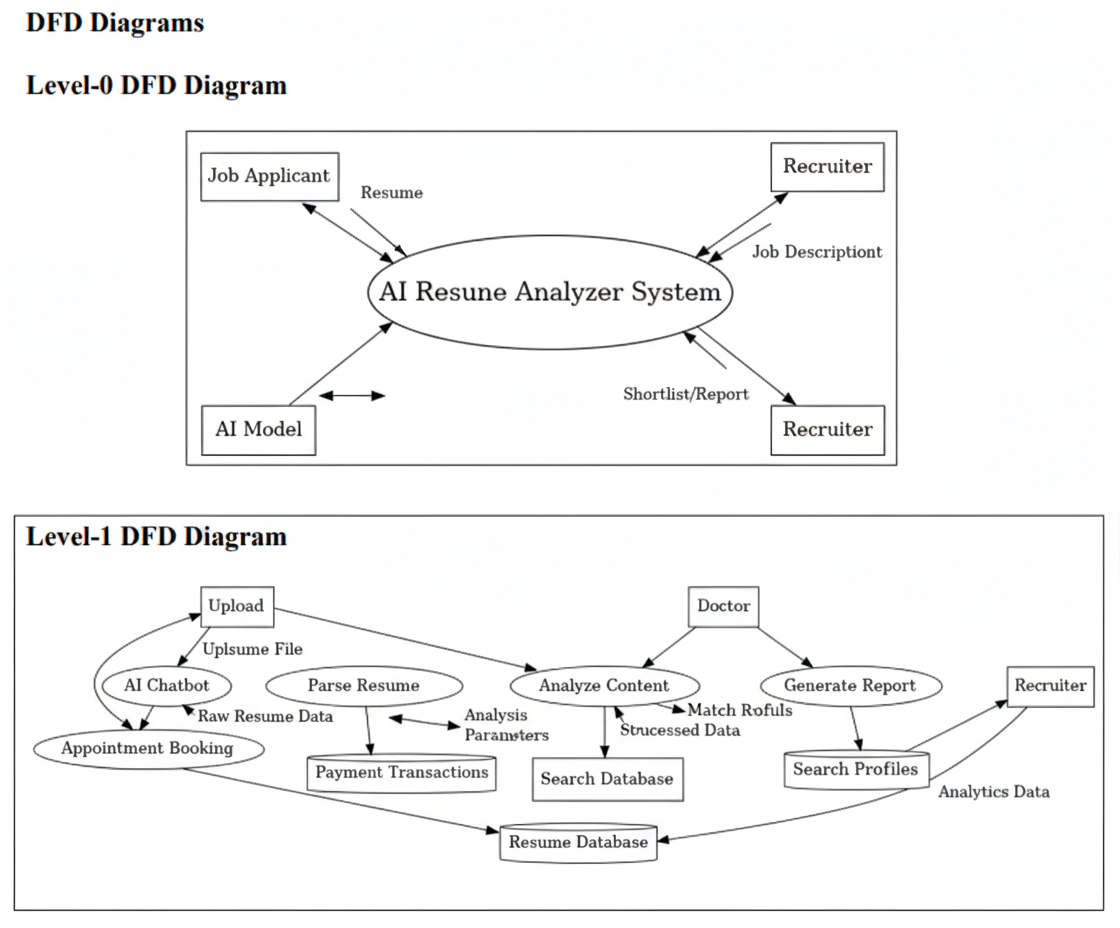 DFD Diagrams
Level-0 DFD Diagram
Job Applicant
Resume
Recruiter
Job Descriptiont
AI Resune Analyzer System
Shortlist/Report
AI Model
Recruiter
Level-1 DFD Diagram
Upload
Doctor
Uplsume File
AI Chatbot
Parse Resume
Analyze Content
Generate Report
Recruiter
Raw Resume Data
Analysis
Parameters
Match Rofuls
Strucessed Data
Appointment Booking
Payment Transactions
Search Database
Search Profiles
Analytics Data
Resume Database